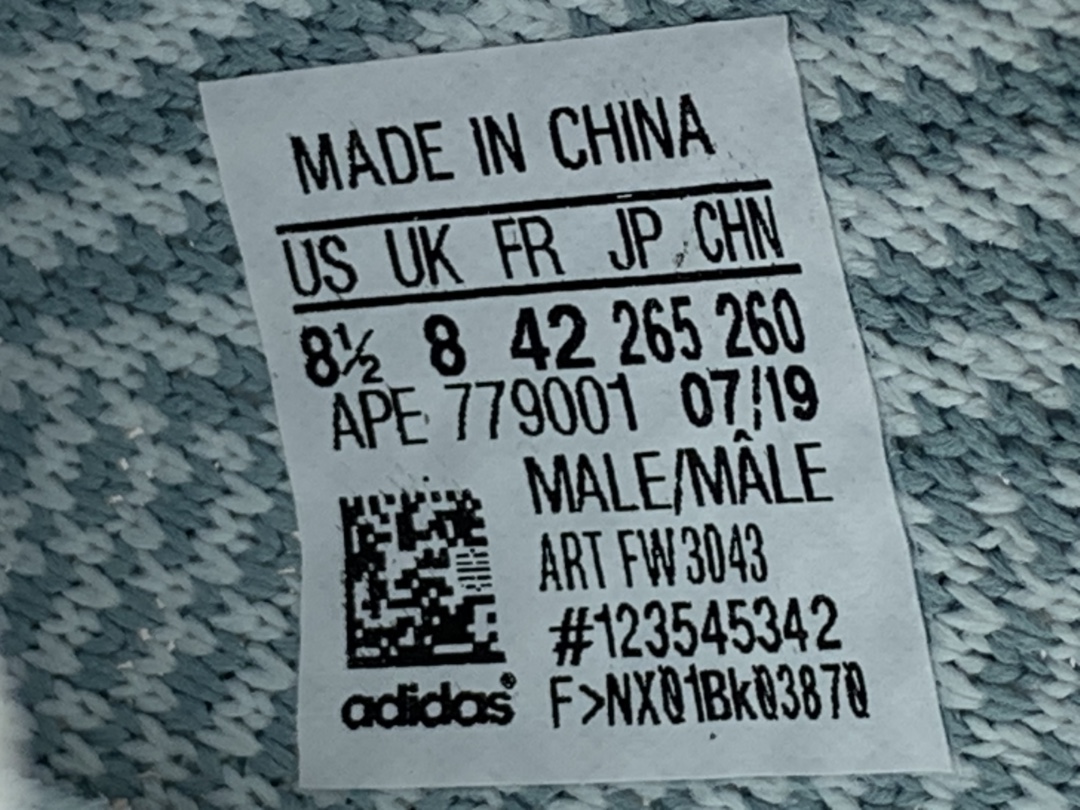 MADE IN CHINA
US UK FR JP CHN
8½ 8 42 265 260
APE 779001 07/19
MALE/MÂLE
ART FW3043
#123545342
adidas® F>NX01Bk03870